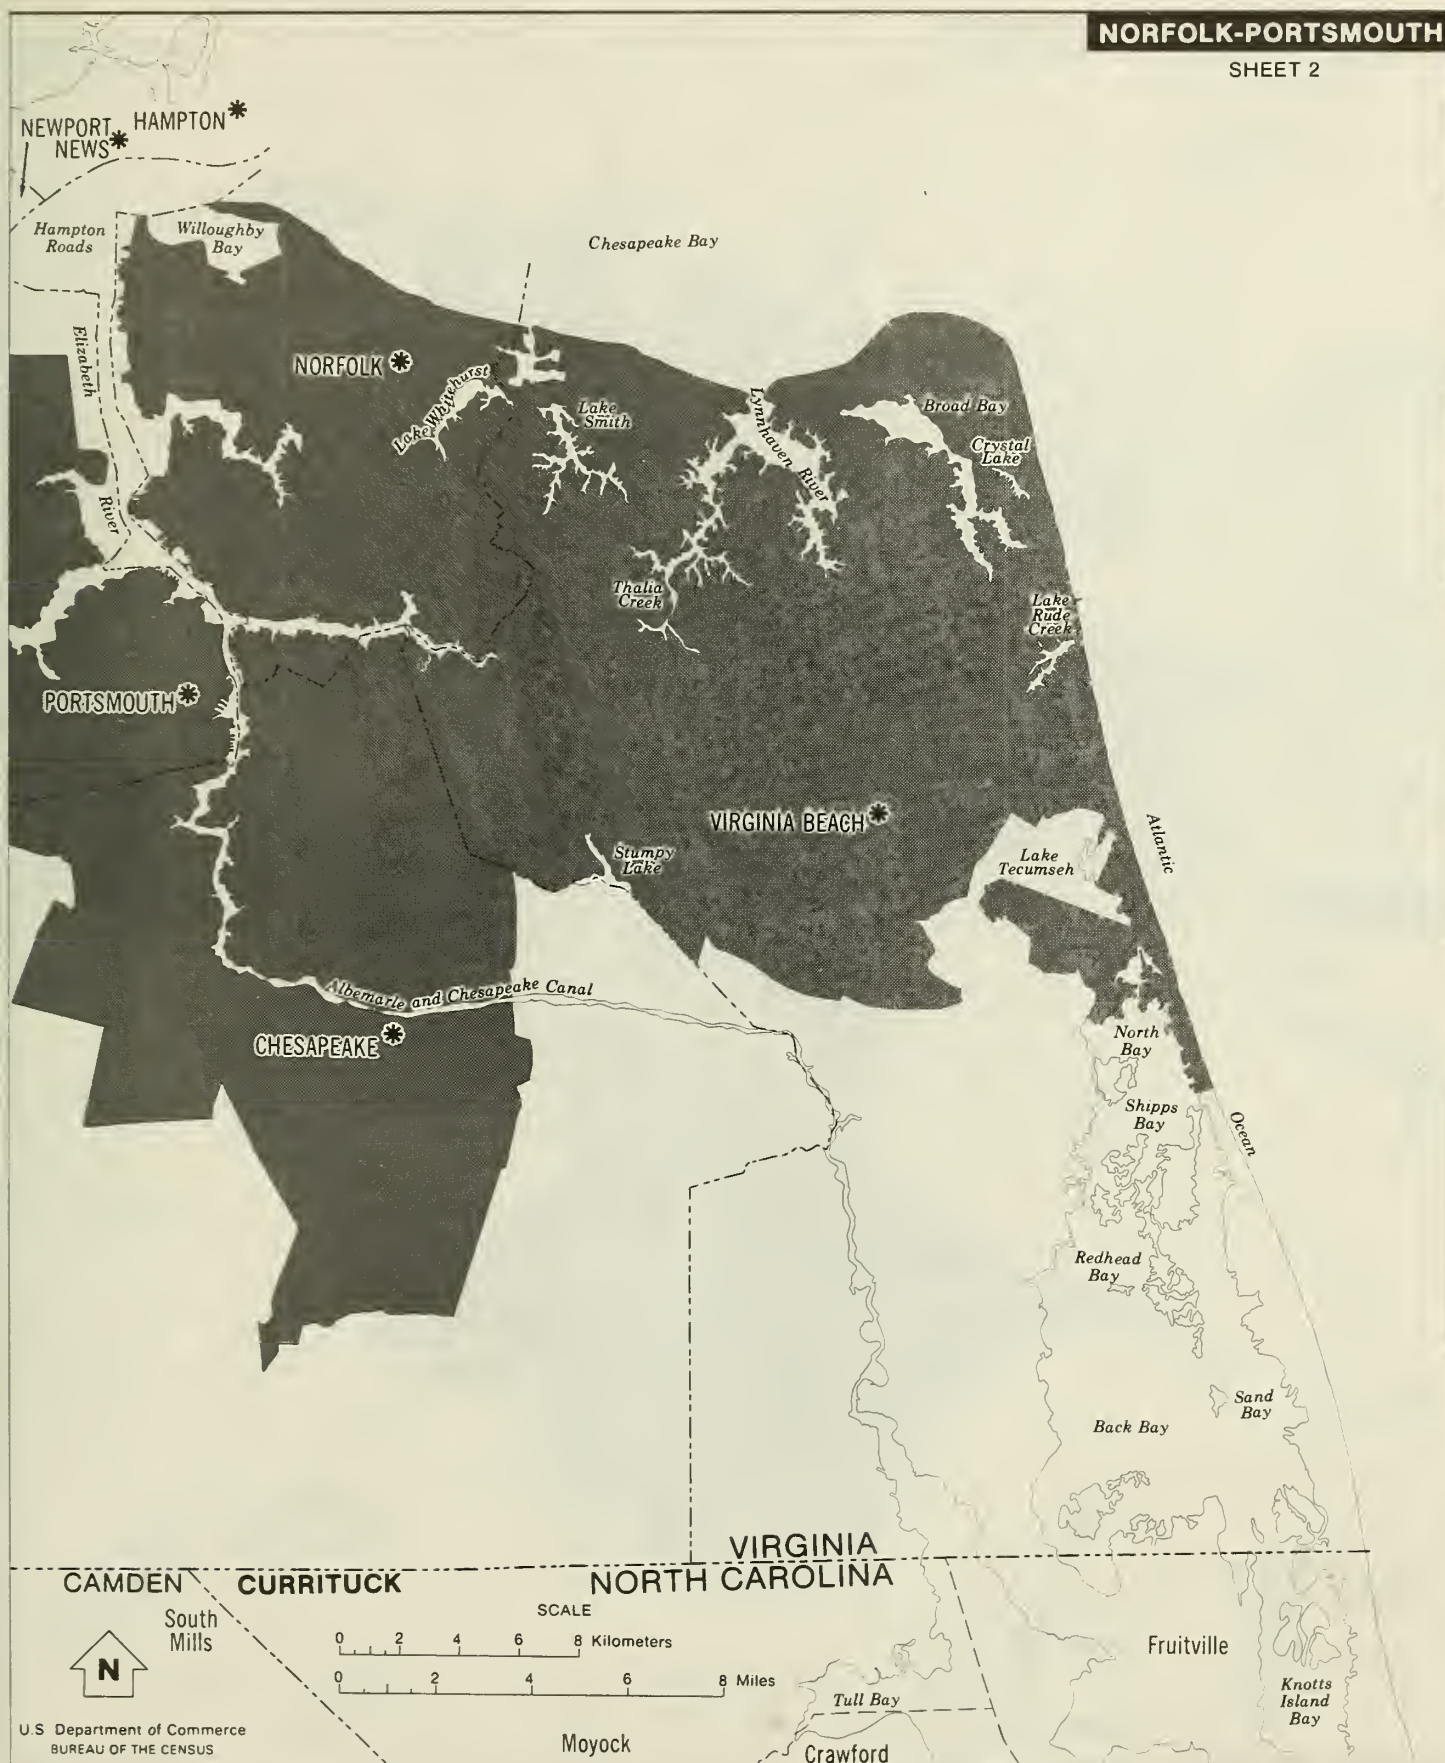 NORFOLK-PORTSMOUTH
SHEET 2
NEWPORT
NEWS
HAMPTON
Hampton
Roads
Willoughby
Bay
Chesapeake Bay
Elizabeth
River
NORFOLK
Lake Whitehurst
Lake
Smith
Lynnhaven River
Broad Bay
Crystal
Lake
Thalia
Creek
Lake
Rude
Creek
PORTSMOUTH
VIRGINIA BEACH
Stumpy
Lake
Lake
Tecumseh
Atlantic
Ocean
Albemarle and Chesapeake Canal
CHESAPEAKE
North
Bay
Shipps
Bay
Redhead
Bay
Sand
Bay
Back Bay
VIRGINIA
NORTH CAROLINA
CAMDEN
CURRITUCK
South
Mills
SCALE
0 2 4 6 8 Kilometers
0 2 4 6 8 Miles
N
Fruitville
Knotts
Island
Bay
Tull Bay
Moyock
Crawford
U.S Department of Commerce
BUREAU OF THE CENSUS